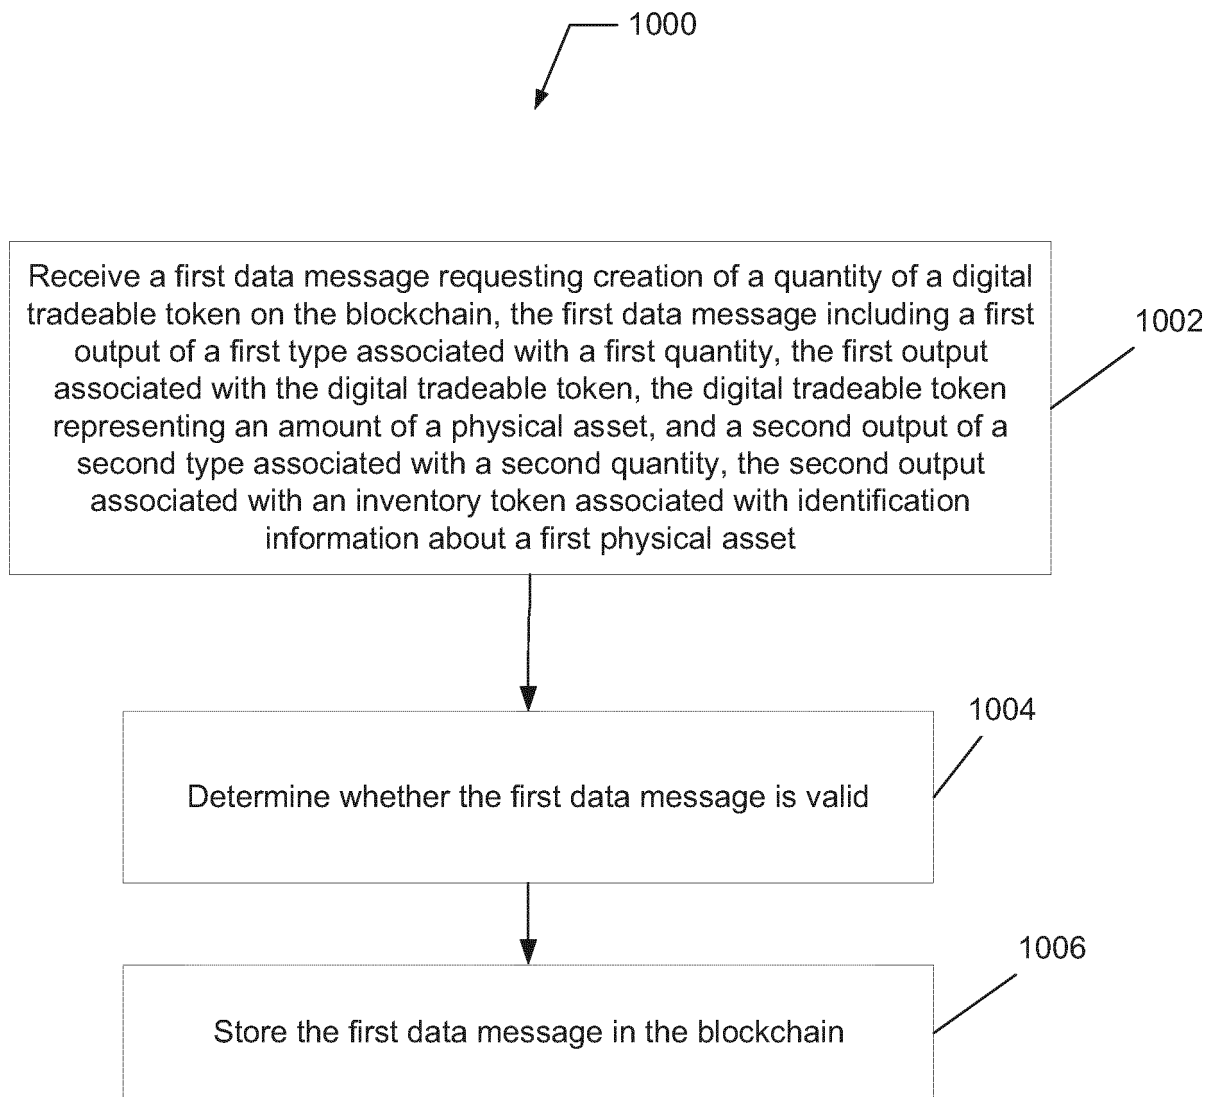 1000
Receive a first data message requesting creation of a quantity of a digital
tradeable token on the blockchain, the first data message including a first
output of a first type associated with a first quantity, the first output
associated with the digital tradeable token, the digital tradeable token
representing an amount of a physical asset, and a second output of a
second type associated with a second quantity, the second output
associated with an inventory token associated with identification
information about a first physical asset
1002
1004
Determine whether the first data message is valid
1006
Store the first data message in the blockchain